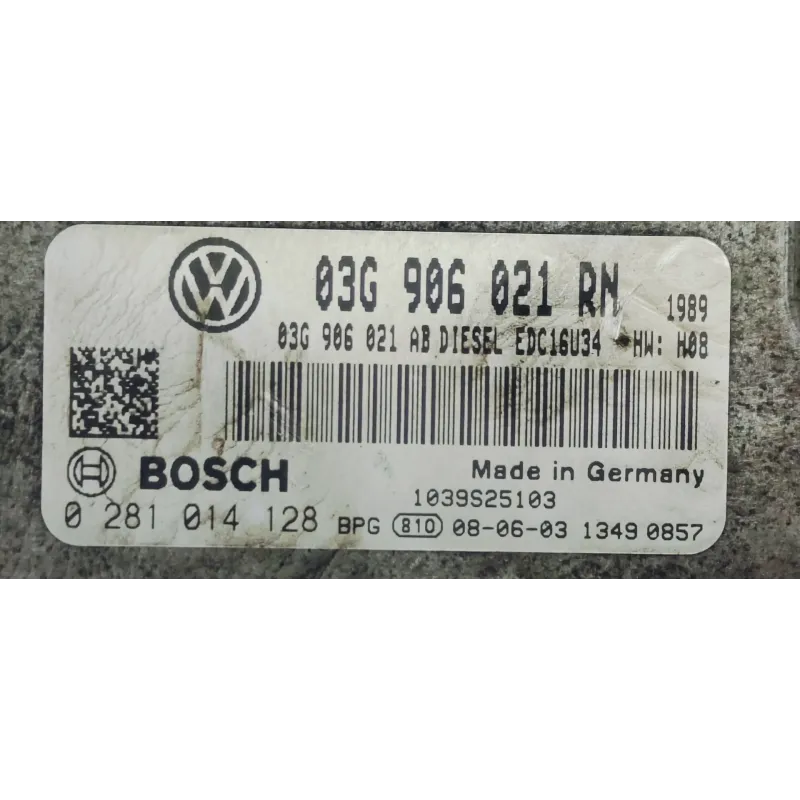 03G 906 021 RN 1989
03G 906 021 AB DIESEL EDC16U34 HW: H08
BOSCH Made in Germany
1039S25103
0 281 014 128 BPG 810 08-06-03 1349 0857